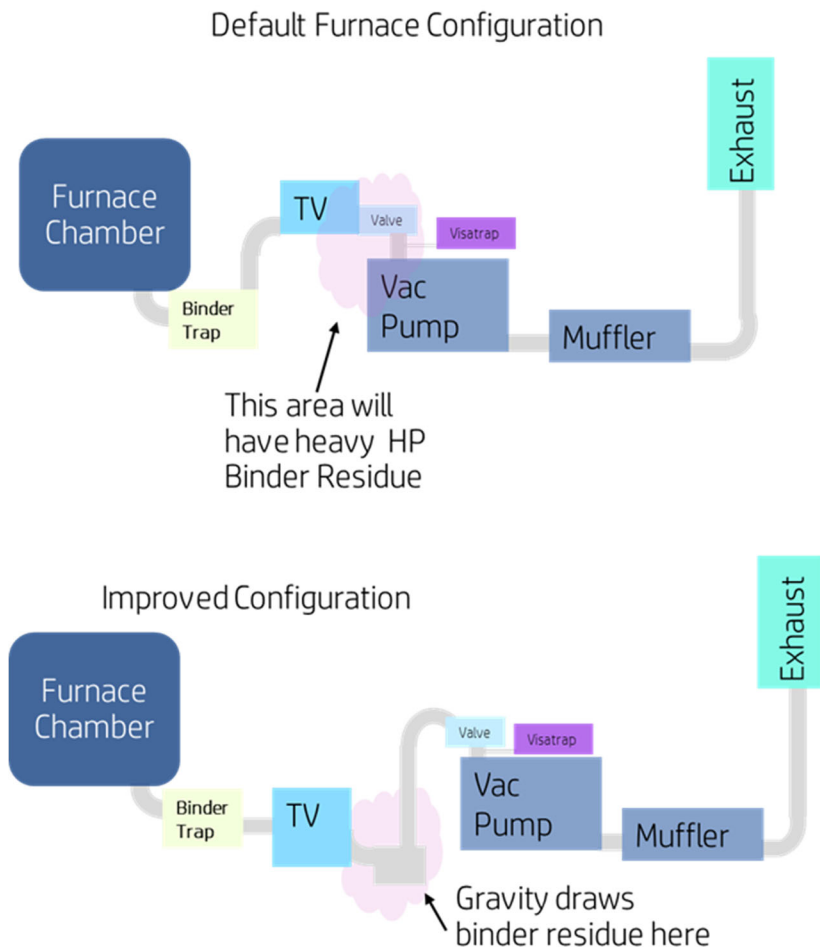 Default Furnace Configuration
Exhaust
Furnace
Chamber
TV
Valve
Visatrap
Binder
Trap
Vac
Pump
Muffler
This area will
have heavy HP
Binder Residue
Improved Configuration
Exhaust
Furnace
Chamber
Valve
Visatrap
Binder
Trap
TV
Vac
Pump
Muffler
Gravity draws
binder residue here